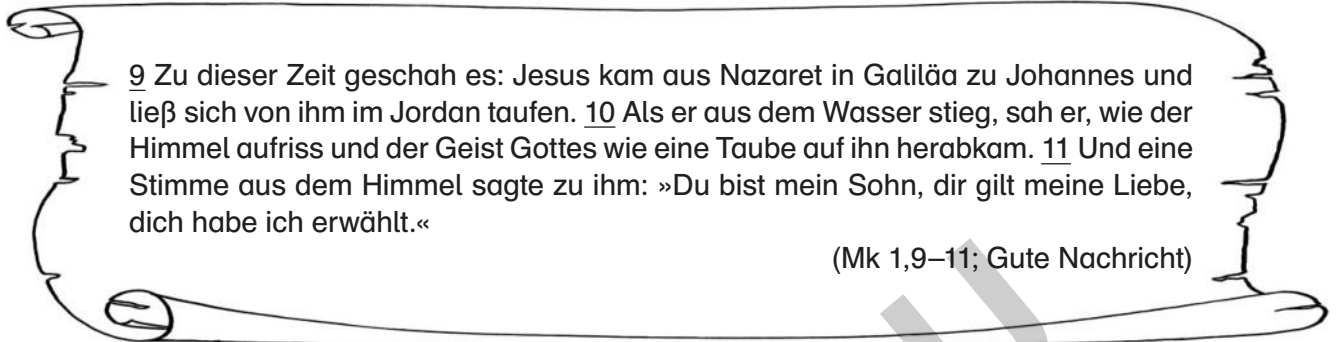 9 Zu dieser Zeit geschah es: Jesus kam aus Nazaret in Galiläa zu Johannes und
ließ sich von ihm im Jordan taufen. 10 Als er aus dem Wasser stieg, sah er, wie der
Himmel aufriss und der Geist Gottes wie eine Taube auf ihn herabkam. 11 Und eine
Stimme aus dem Himmel sagte zu ihm: »Du bist mein Sohn, dir gilt meine Liebe,
dich habe ich erwählt.«
(Mk 1,9–11; Gute Nachricht)